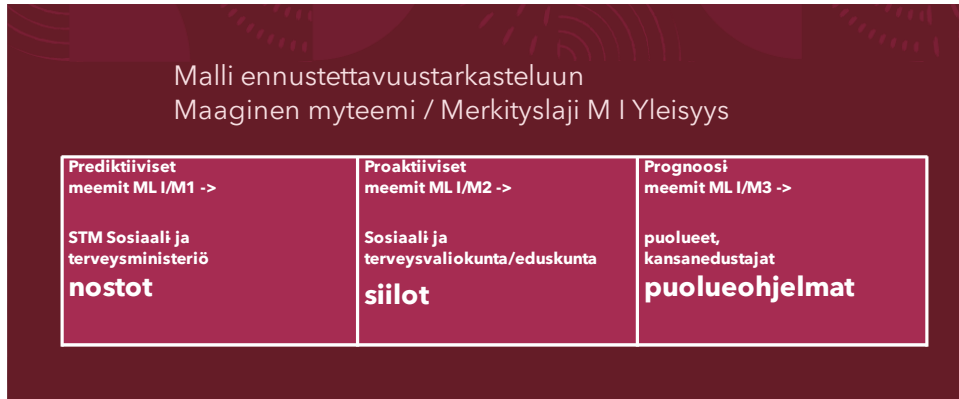 Malli ennustettavuustarkasteluun
Maaginen myteemi / Merkityslaji M I Yleisyys
Prediktiiviset
meemit ML I/M1 ->
STM Sosiaali- ja
terveysministeriö
nostot
Proaktiiviset
meemit ML I/M2 ->
Sosiaali- ja
terveysvaliokunta/eduskunta
siilot
Prognoosi-
meemit ML I/M3 ->
puolueet,
kansanedustajat
puolueohjelmat